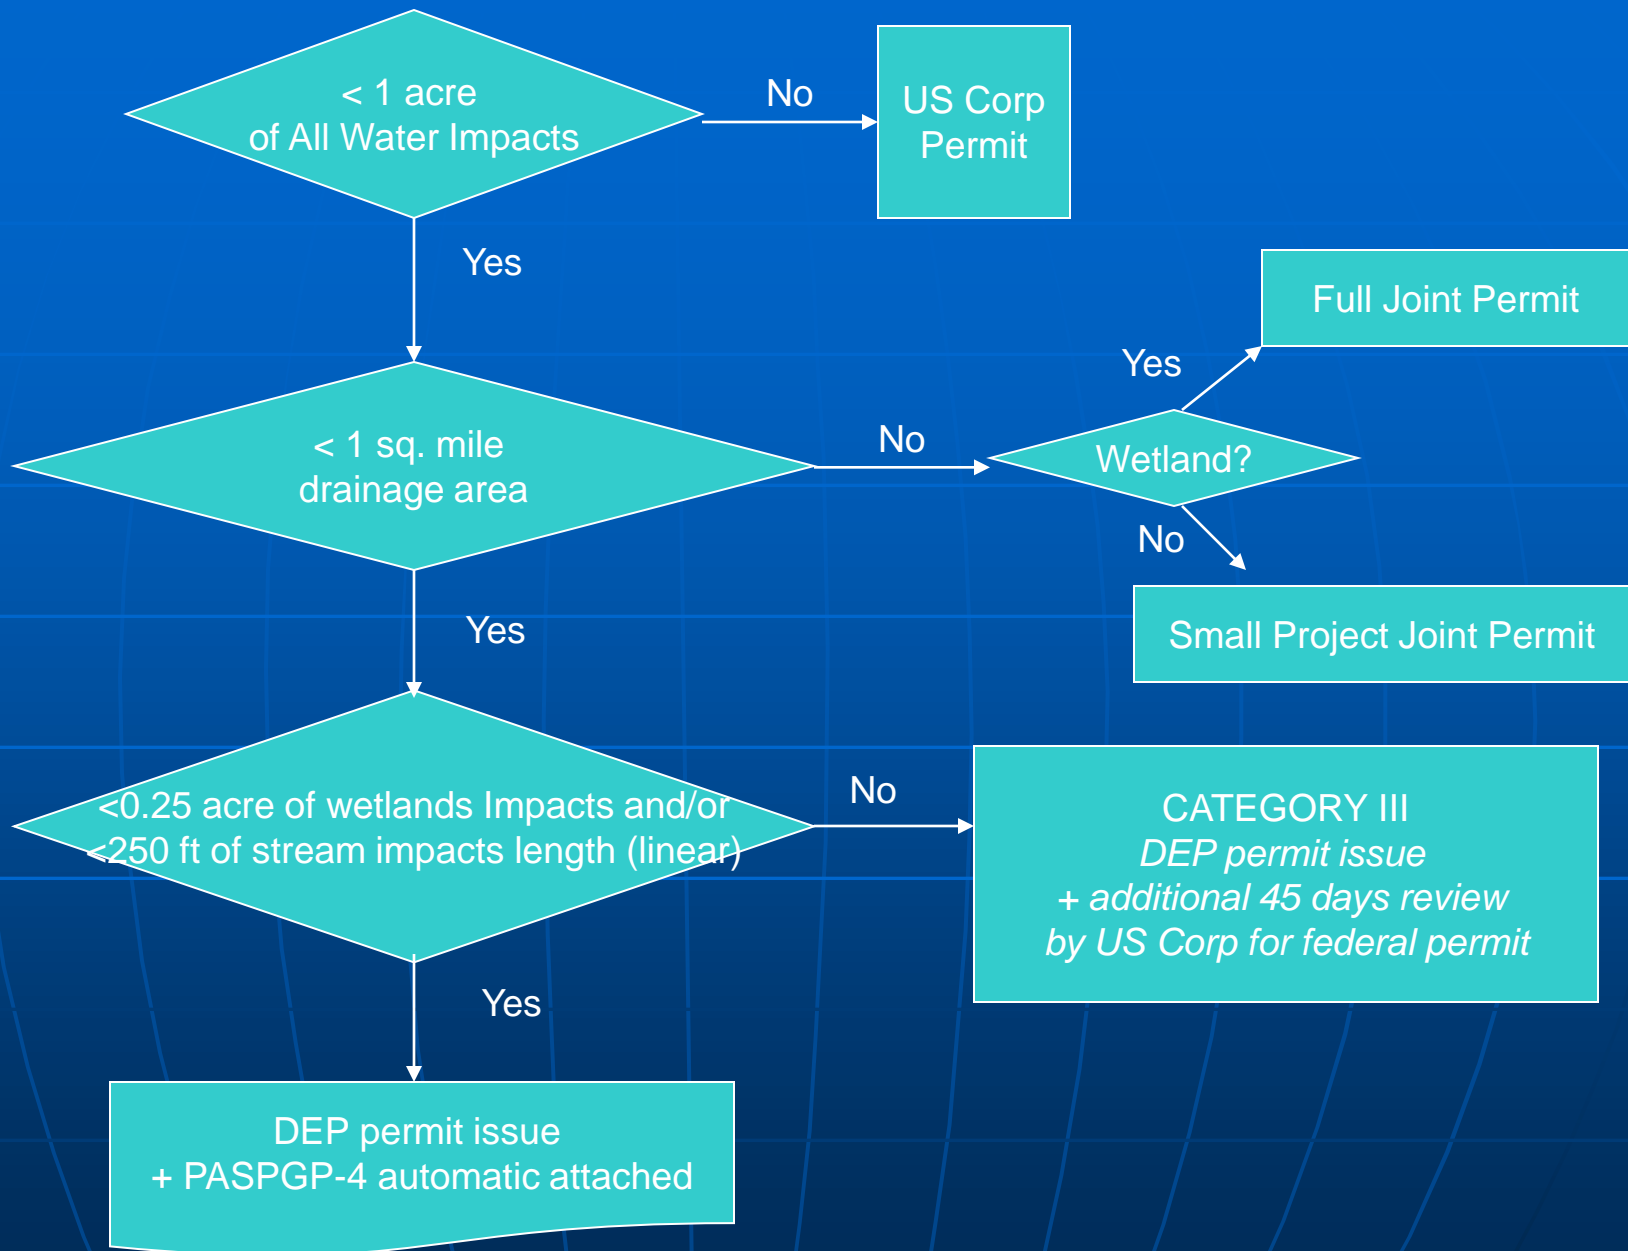 < 1 acre
of All Water Impacts
No
US Corp
Permit
Yes
Full Joint Permit
Yes
< 1 sq. mile
drainage area
No
Wetland?
No
Small Project Joint Permit
Yes
<0.25 acre of wetlands Impacts and/or
<250 ft of stream impacts length (linear)
No
CATEGORY III
DEP permit issue
+ additional 45 days review
by US Corp for federal permit
Yes
DEP permit issue
+ PASPGP-4 automatic attached